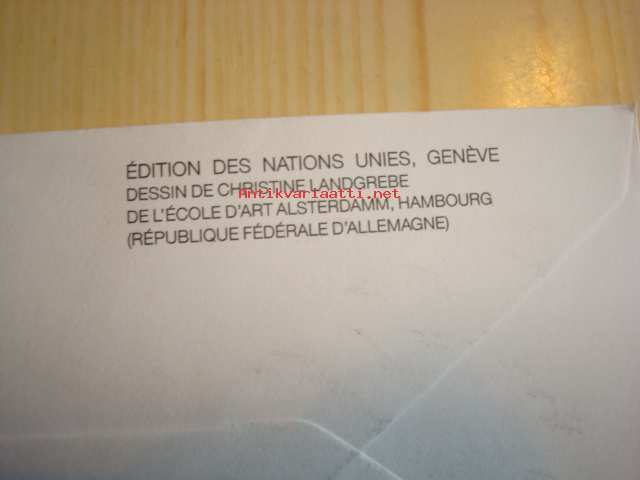 ÉDITION DES NATIONS UNIES, GENÈVE
DESSIN DE CHRISTINE LANDGREBE
Antikvariaatti.net
DE L'ÉCOLE D'ART ALSTERDAMM, HAMBOURG
(RÉPUBLIQUE FÉDÉRALE D'ALLEMAGNE)